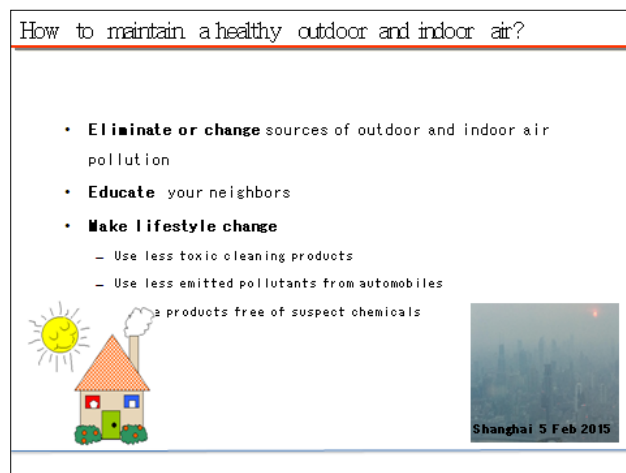 How to maintain a healthy outdoor and indoor air?
• Eliminate or change sources of outdoor and indoor air
pollution
• Educate your neighbors
• Make lifestyle change
– Use less toxic cleaning products
– Use less emitted pollutants from automobiles
products free of suspect chemicals
Shanghai 5 Feb 2015